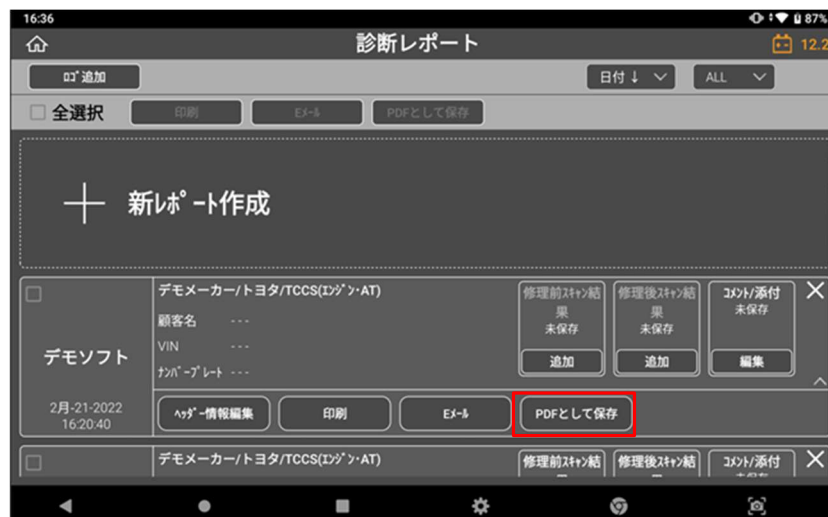 16:36
87%
診断レポート
12.2
ﾛｺﾞ追加
日付↓
ALL
全選択
印刷
Eﾒｰﾙ
PDFとして保存
新ﾚﾎﾟｰﾄ作成
デモメーカー/トヨタ/TCCS(ｴﾝｼﾞﾝ･AT)
顧客名 ---
VIN ---
ﾅﾝﾊﾞｰﾌﾟﾚｰﾄ ---
デモソフト
2月-21-2022
16:20:40
修理前ｽｷｬﾝ結
果
未保存
追加
修理後ｽｷｬﾝ結
果
未保存
追加
ｺﾒﾝﾄ/添付
未保存
編集
ﾍｯﾀﾞｰ情報編集
印刷
Eﾒｰﾙ
PDFとして保存
デモメーカー/トヨタ/TCCS(ｴﾝｼﾞﾝ･AT)
修理前ｽｷｬﾝ結
修理後ｽｷｬﾝ結
ｺﾒﾝﾄ/添付